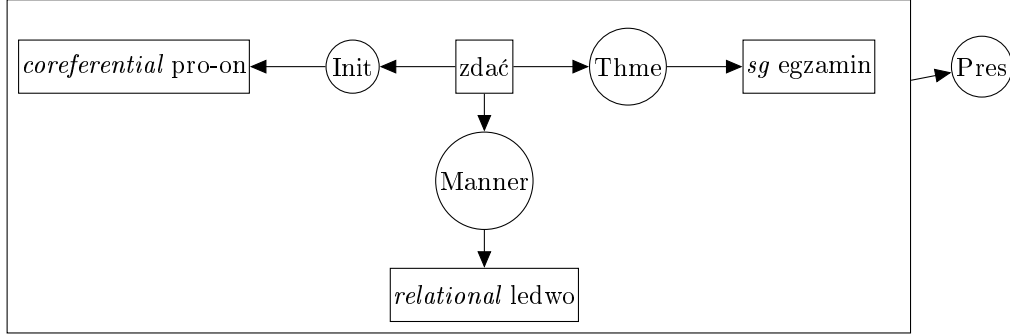 coreferential pro-on Init zdać Thme sg egzamin Pres
Manner
relational ledwo